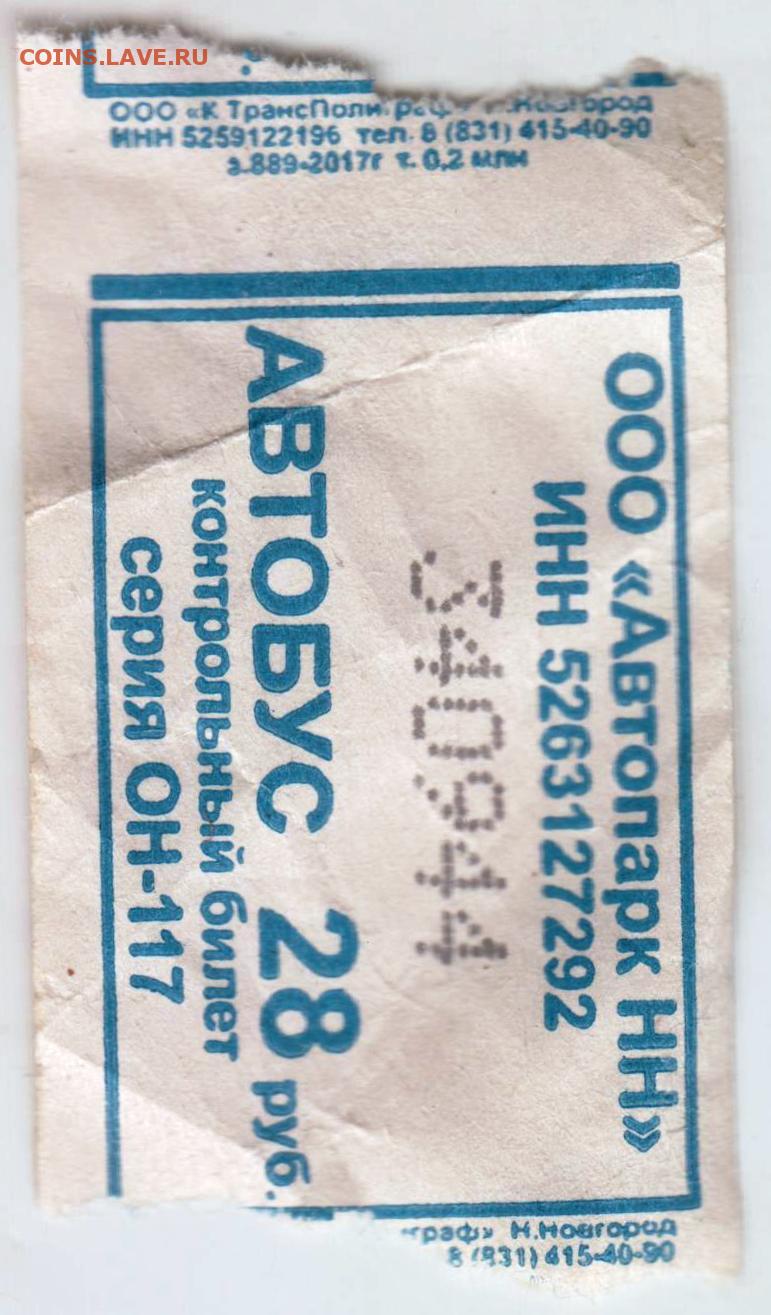 COINS.LAVE.RU
ООО «К ТрансПолиграф» Н.Новгород
ИНН 5259122196 тел. 8 (831) 415-40-90
з.889-2017г т. 0,2 млн
ООО «Автопарк НН»
ИНН 5263127292
340944
АВТОБУС 28 руб.
контрольный билет
серия ОН-117
граф» Н.Новгород
8 (831) 415-40-90